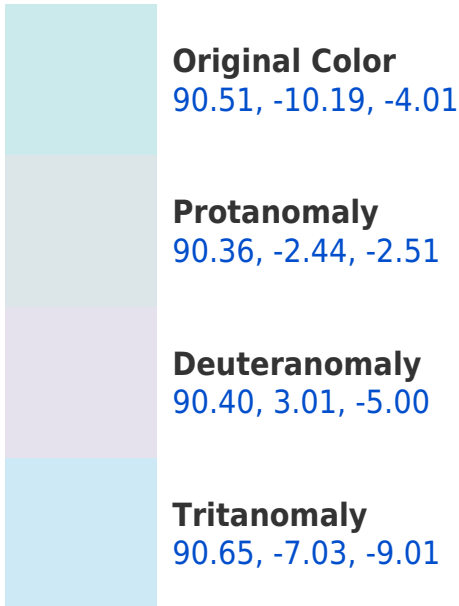 Original Color
90.51, -10.19, -4.01
Protanomaly
90.36, -2.44, -2.51
Deuteranomaly
90.40, 3.01, -5.00
Tritanomaly
90.65, -7.03, -9.01